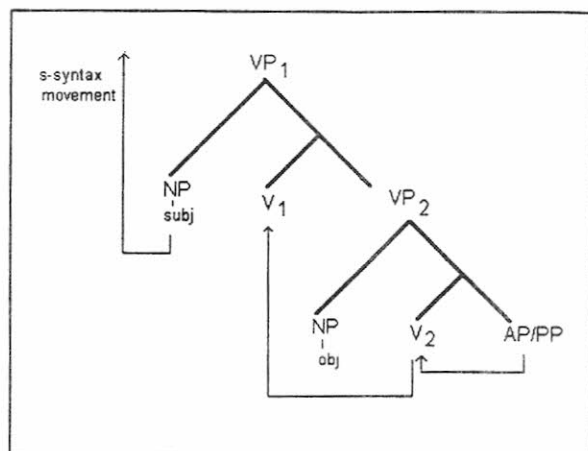 VP1
s-syntax
movement
NP
subj
V1
VP2
NP
obj
V2
AP/PP